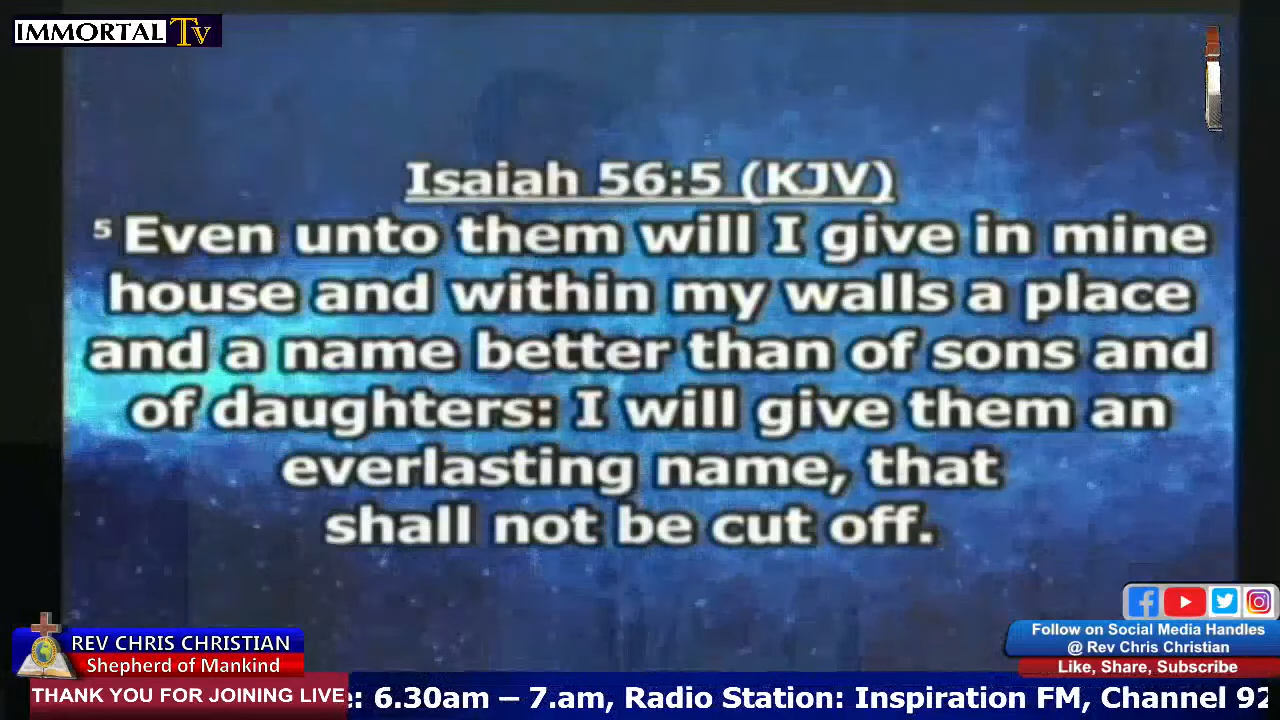 IMMORTAL Tv
Isaiah 56:5 (KJV)
5 Even unto them will I give in mine
house and within my walls a place
and a name better than of sons and
of daughters: I will give them an
everlasting name, that
shall not be cut off.
Follow on Social Media Handles
@ Rev Chris Christian
Like, Share, Subscribe
REV CHRIS CHRISTIAN
Shepherd of Mankind
THANK YOU FOR JOINING LIVE
: 6.30am – 7.am, Radio Station: Inspiration FM, Channel 92